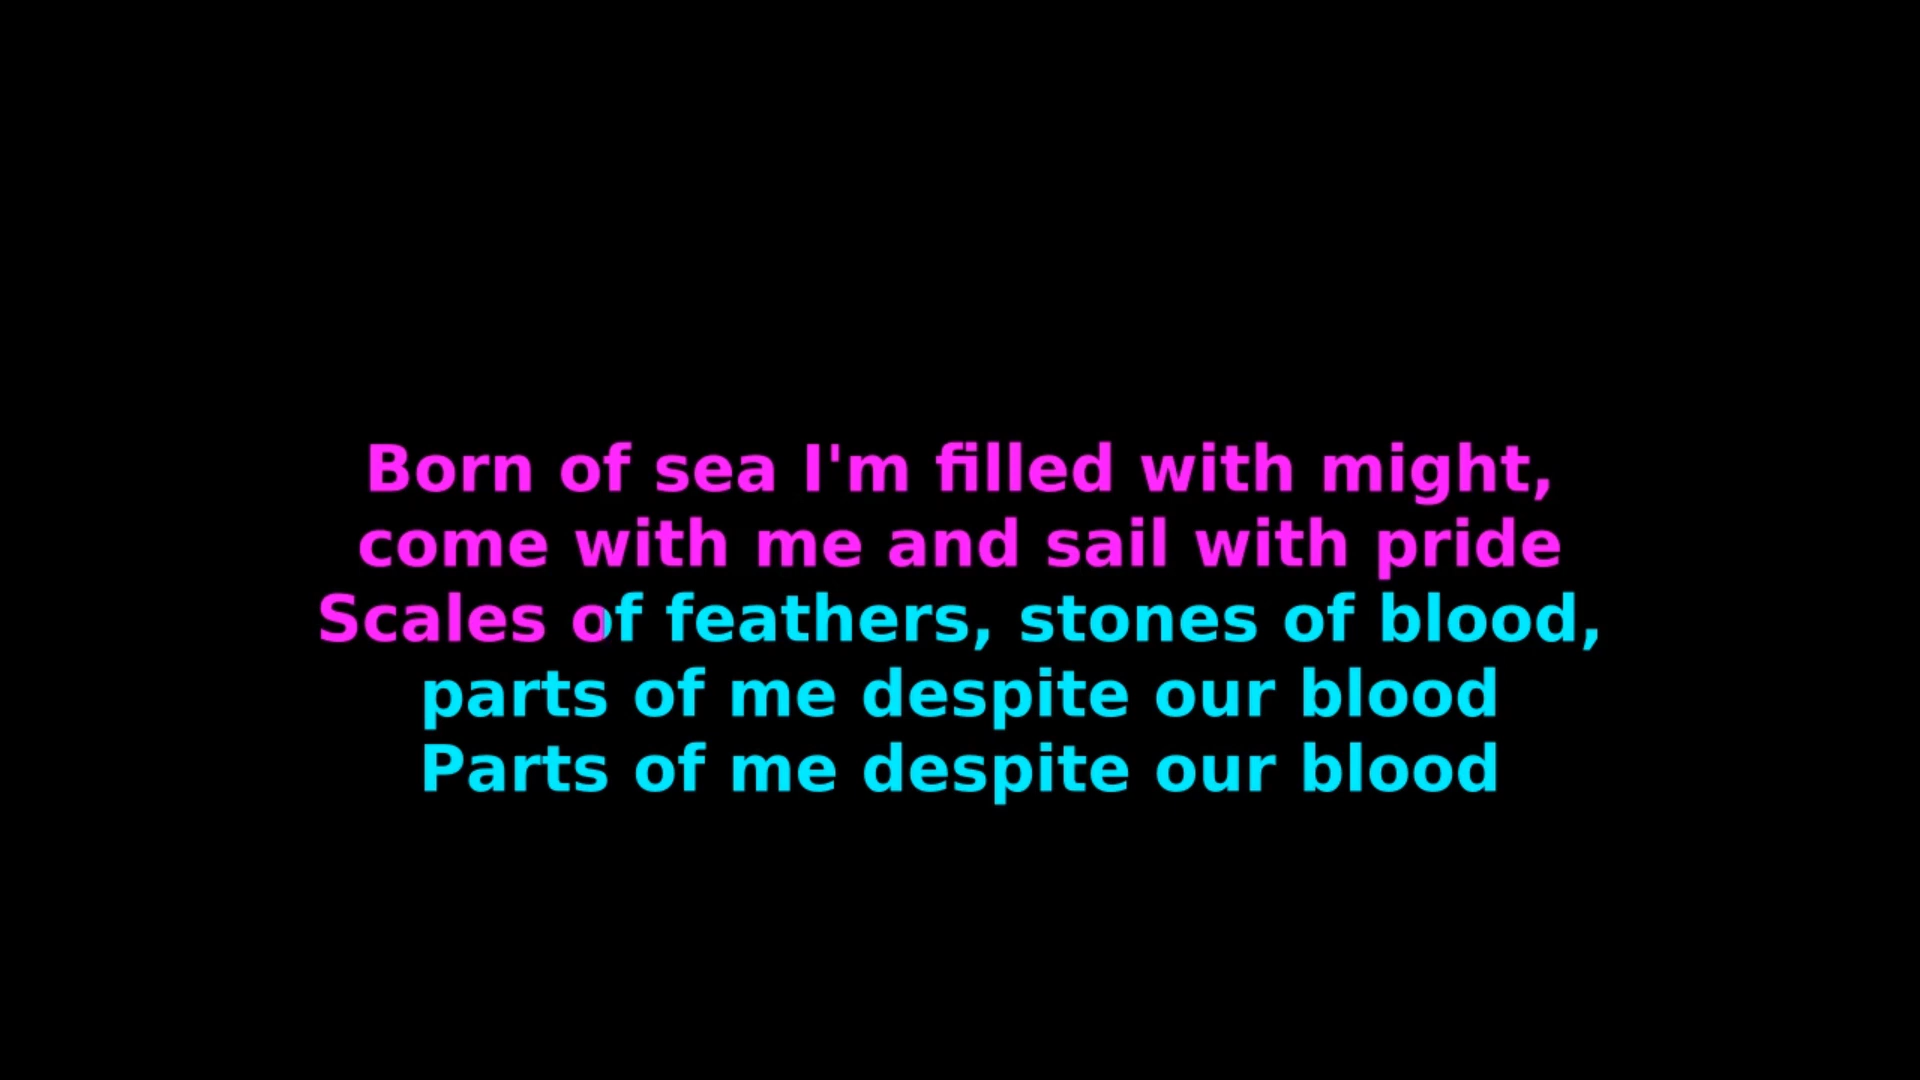 Born of sea I'm filled with might,
come with me and sail with pride
Scales of feathers, stones of blood,
parts of me despite our blood
Parts of me despite our blood